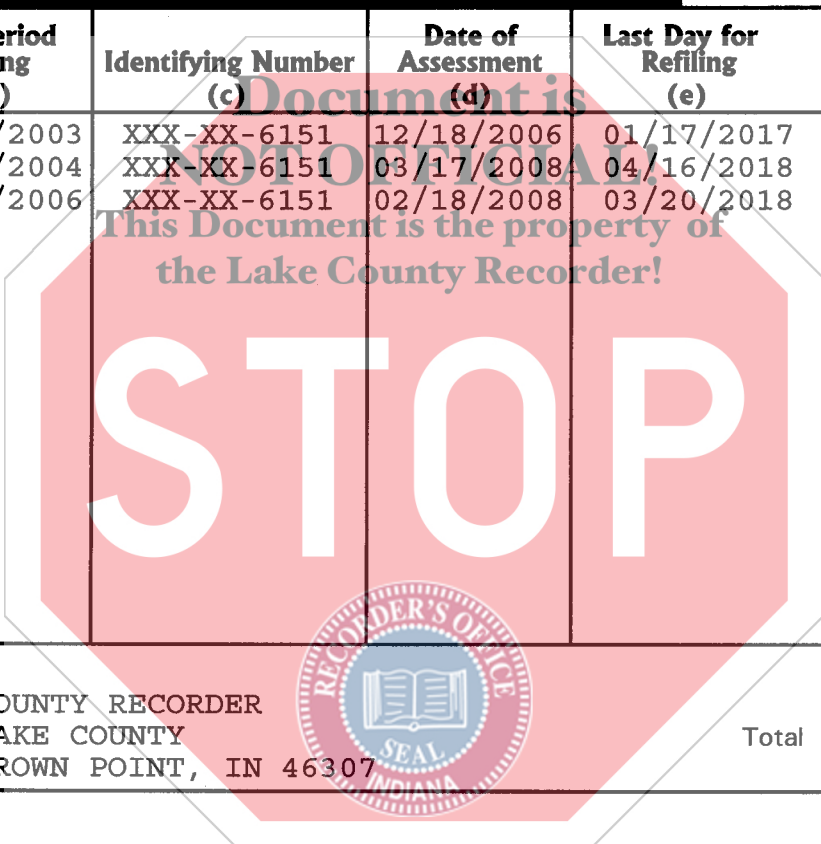 eriod
ng
)
Identifying Number
(c)
Date of
Assessment
(d)
Last Day for
Refiling
(e)
/2003 XXX-XX-6151 12/18/2006 01/17/2017
/2004 XXX-XX-6151 03/17/2008 04/16/2018
/2006 XXX-XX-6151 02/18/2008 03/20/2018
Document is
NOT OFFICIAL!
This Document is the property of
the Lake County Recorder!
STOP
RECORDER'S OFFICE
SEAL
INDIANA
OUNTY RECORDER
AKE COUNTY
ROWN POINT, IN 46307
Total